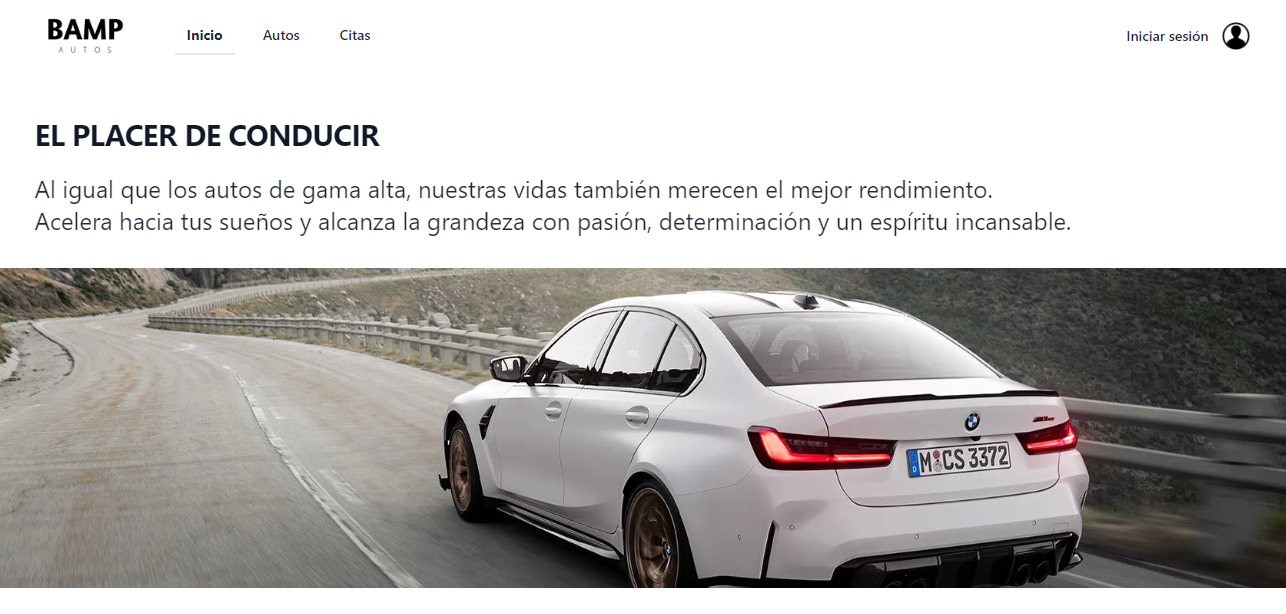 BAMP
AUTOS
Inicio
Autos
Citas
Iniciar sesión
EL PLACER DE CONDUCIR
Al igual que los autos de gama alta, nuestras vidas también merecen el mejor rendimiento.
Acelera hacia tus sueños y alcanza la grandeza con pasión, determinación y un espíritu incansable.
M CS 3372